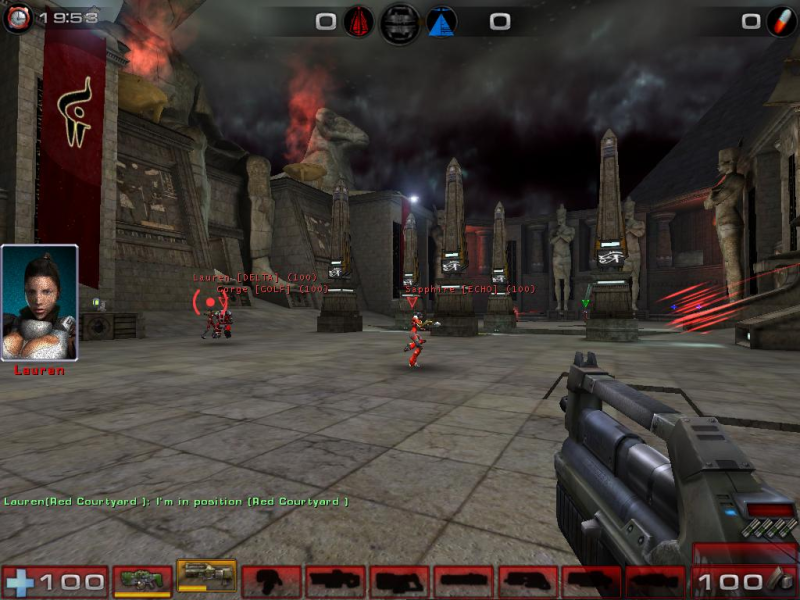 19:53
0 0
0
Lauren [DELTA] (100)
Gorge [GOLF] (100)
Sapphire [ECHO] (100)
Lauren
Lauren(Red Courtyard ): I'm in position [Red Courtyard ]
100
100